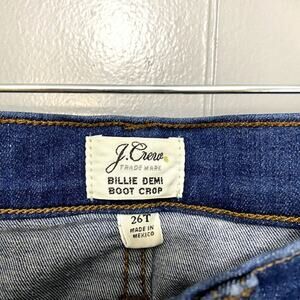 J.Crew
TRADE MARK
BILLIE DEMI
BOOT CROP
26T
MADE IN
MEXICO